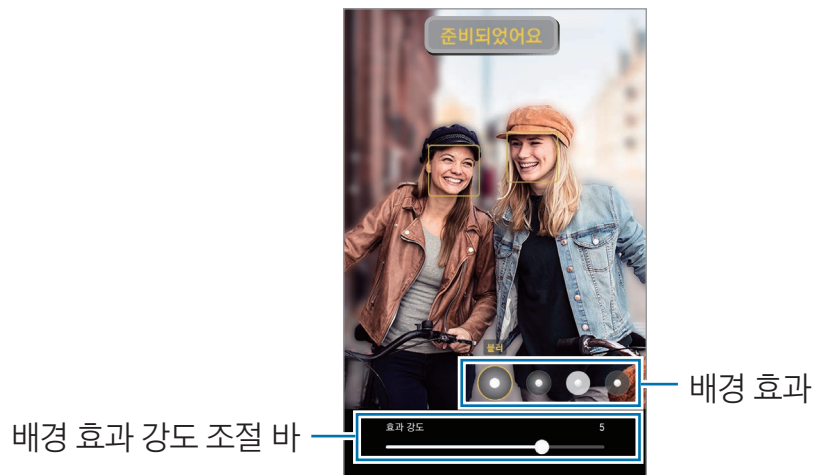 준비되었어요
블러
배경 효과
효과 강도 5
배경 효과 강도 조절 바